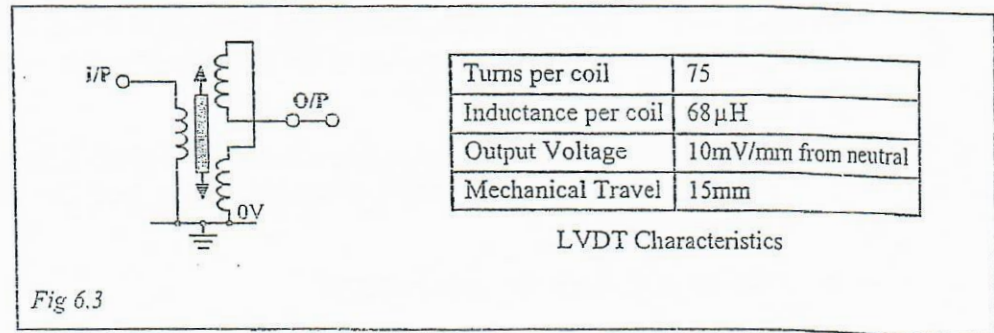 I/P
O/P
0V
Turns per coil 75
Inductance per coil 68µH
Output Voltage 10mV/mm from neutral
Mechanical Travel 15mm
LVDT Characteristics
Fig 6.3